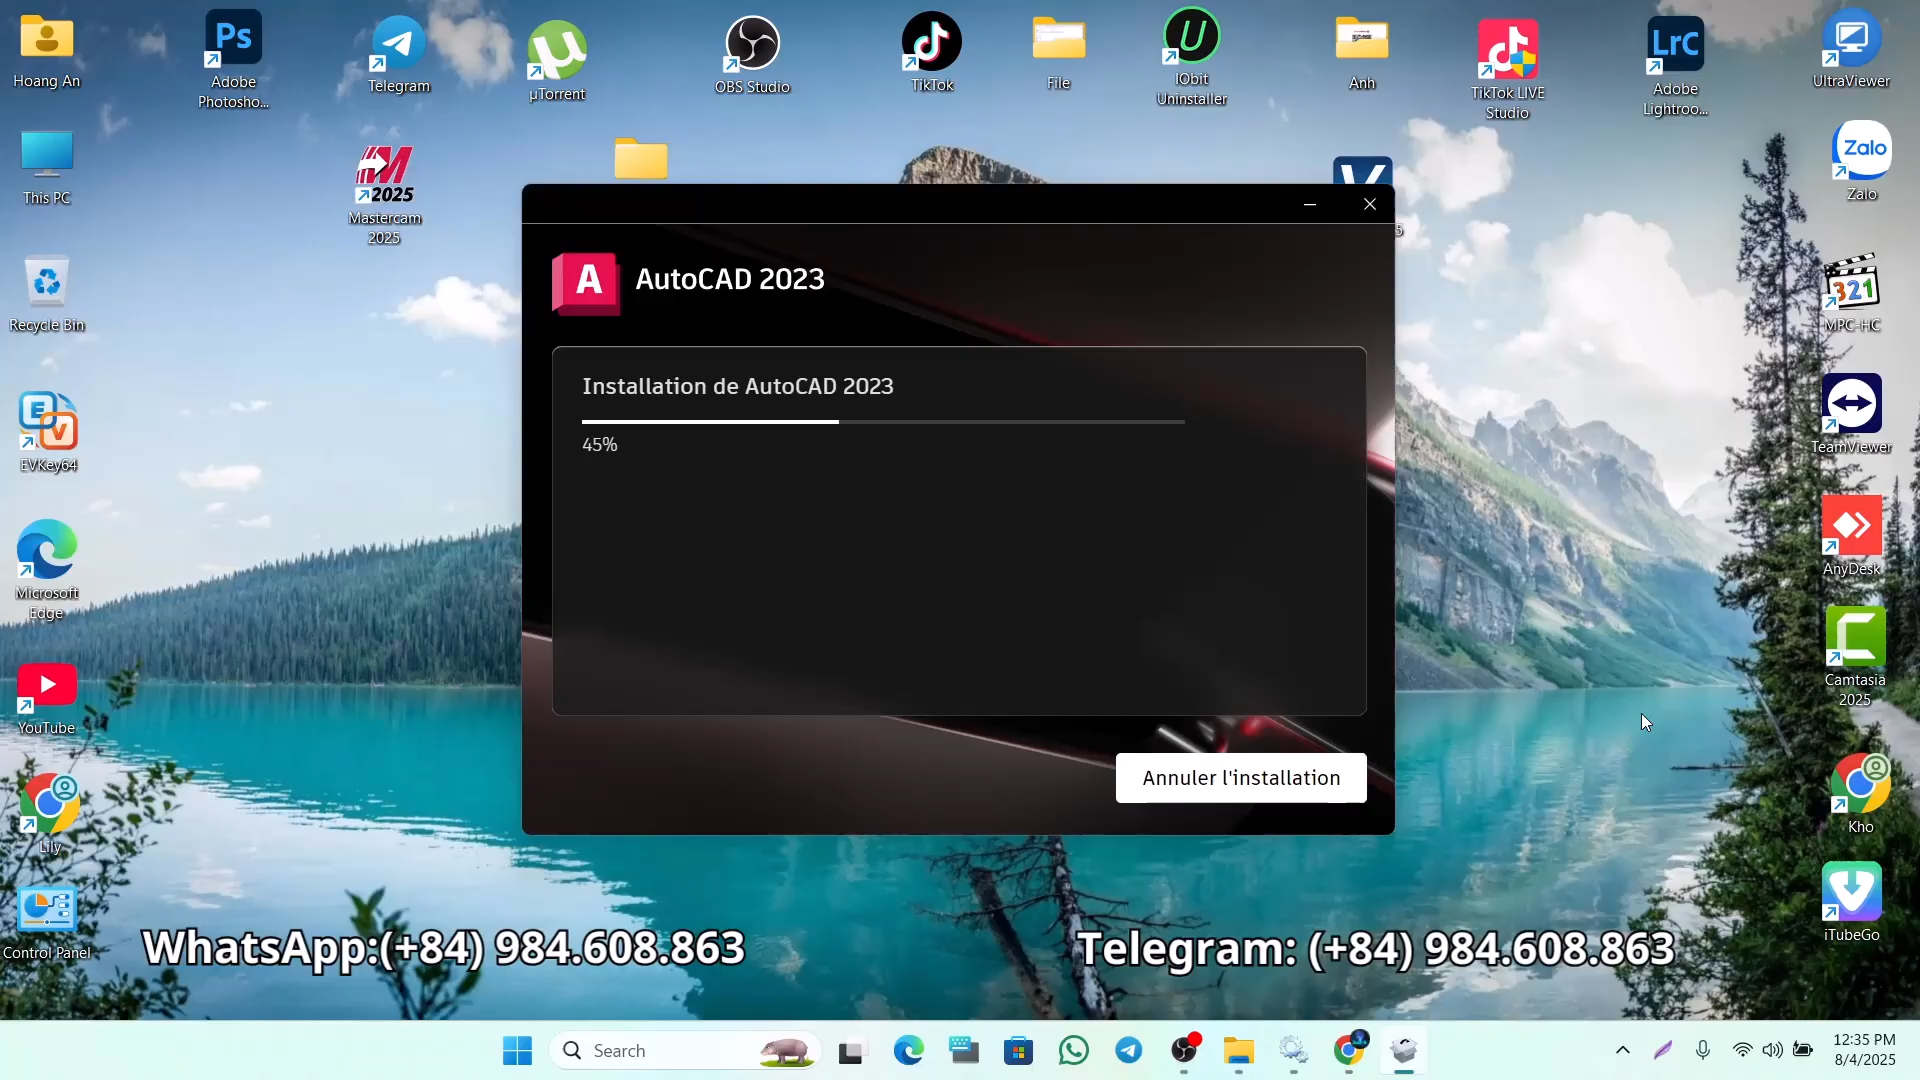 Hoang An
Ps
Adobe
Photosho...
Telegram
µ
µTorrent
OBS Studio
TikTok
File
U
IObit
Uninstaller
Anh
TikTok LIVE
Studio
LrC
Adobe
Lightroo...
UltraViewer
This PC
2025
Mastercam
2025
Zalo
Zalo
A
AutoCAD 2023
Recycle Bin
321
MPC-HC
Installation de AutoCAD 2023
45%
E
V
EVKey64
TeamViewer
Microsoft
Edge
AnyDesk
C
Camtasia
2025
YouTube
Annuler l'installation
Lily
Kho
Control Panel
iTubeGo
WhatsApp:(+84) 984.608.863
Telegram: (+84) 984.608.863
Search
12:35 PM
8/4/2025